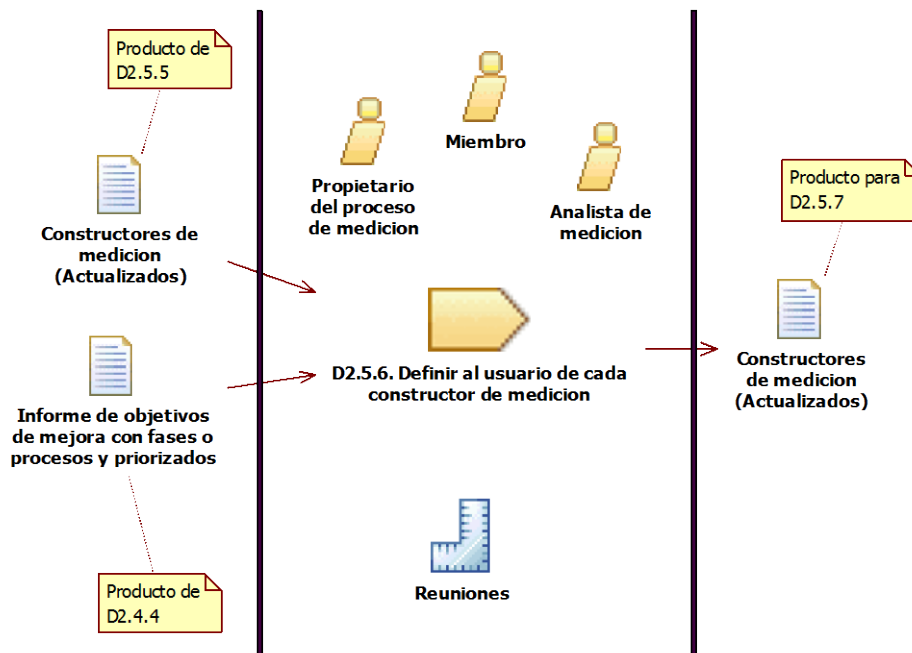 Producto de
D2.5.5
Constructores de
medicion
(Actualizados)
Informe de objetivos
de mejora con fases o
procesos y priorizados
Producto de
D2.4.4
Propietario
del proceso
de medicion
Miembro
Analista de
medicion
D2.5.6. Definir al usuario de cada
constructor de medicion
Reuniones
Producto para
D2.5.7
Constructores
de medicion
(Actualizados)